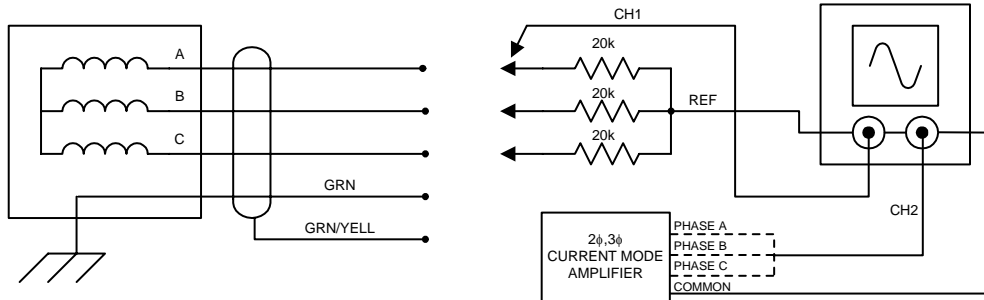 A
B
C
GRN
GRN/YELL
CH1
20k
20k
20k
REF
CH2
2ϕ,3ϕ
CURRENT MODE
AMPLIFIER
PHASE A
PHASE B
PHASE C
COMMON